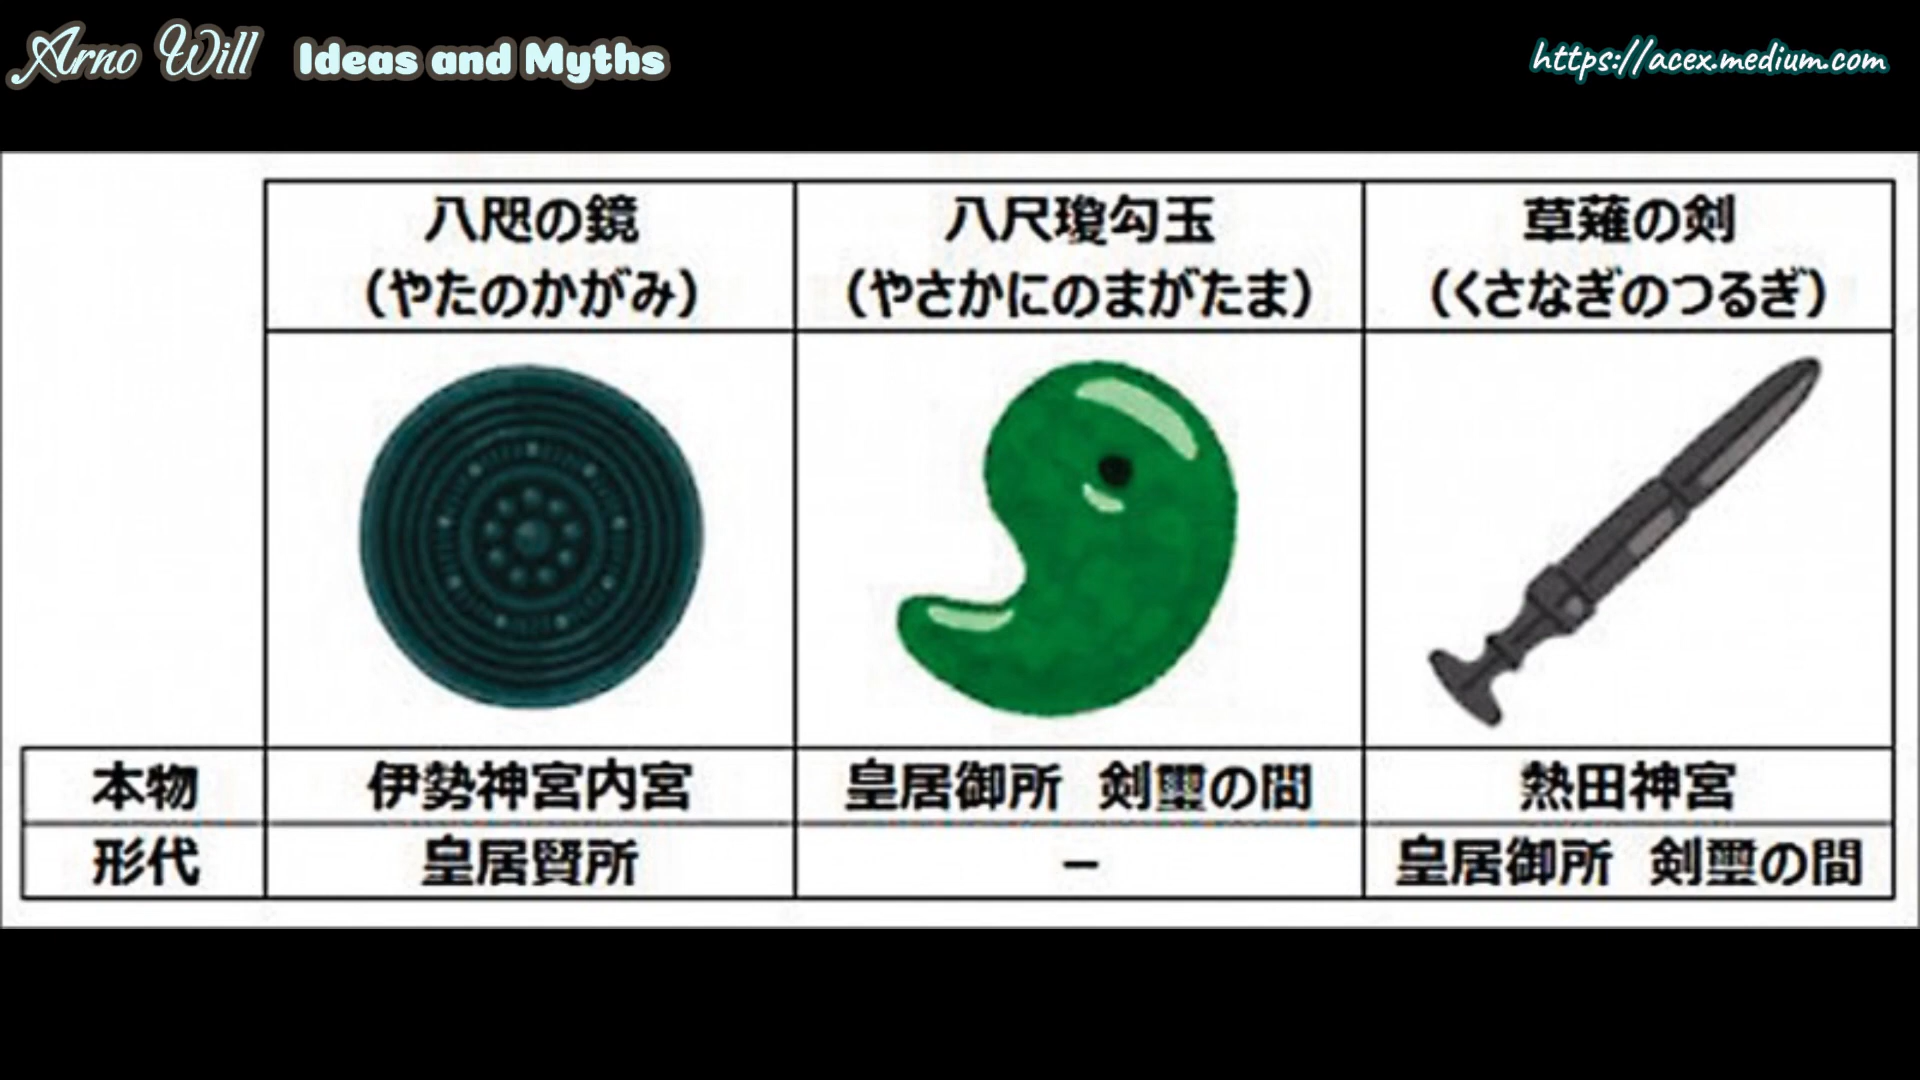 Arno Will Ideas and Myths https://acex.medium.com
八咫の鏡
(やたのかがみ)
八尺瓊勾玉
(やさかにのまがたま)
草薙の剣
(くさなぎのつるぎ)
本物 伊勢神宮内宮 皇居御所 剣璽の間 熱田神宮
形代 皇居賢所 ー 皇居御所 剣璽の間